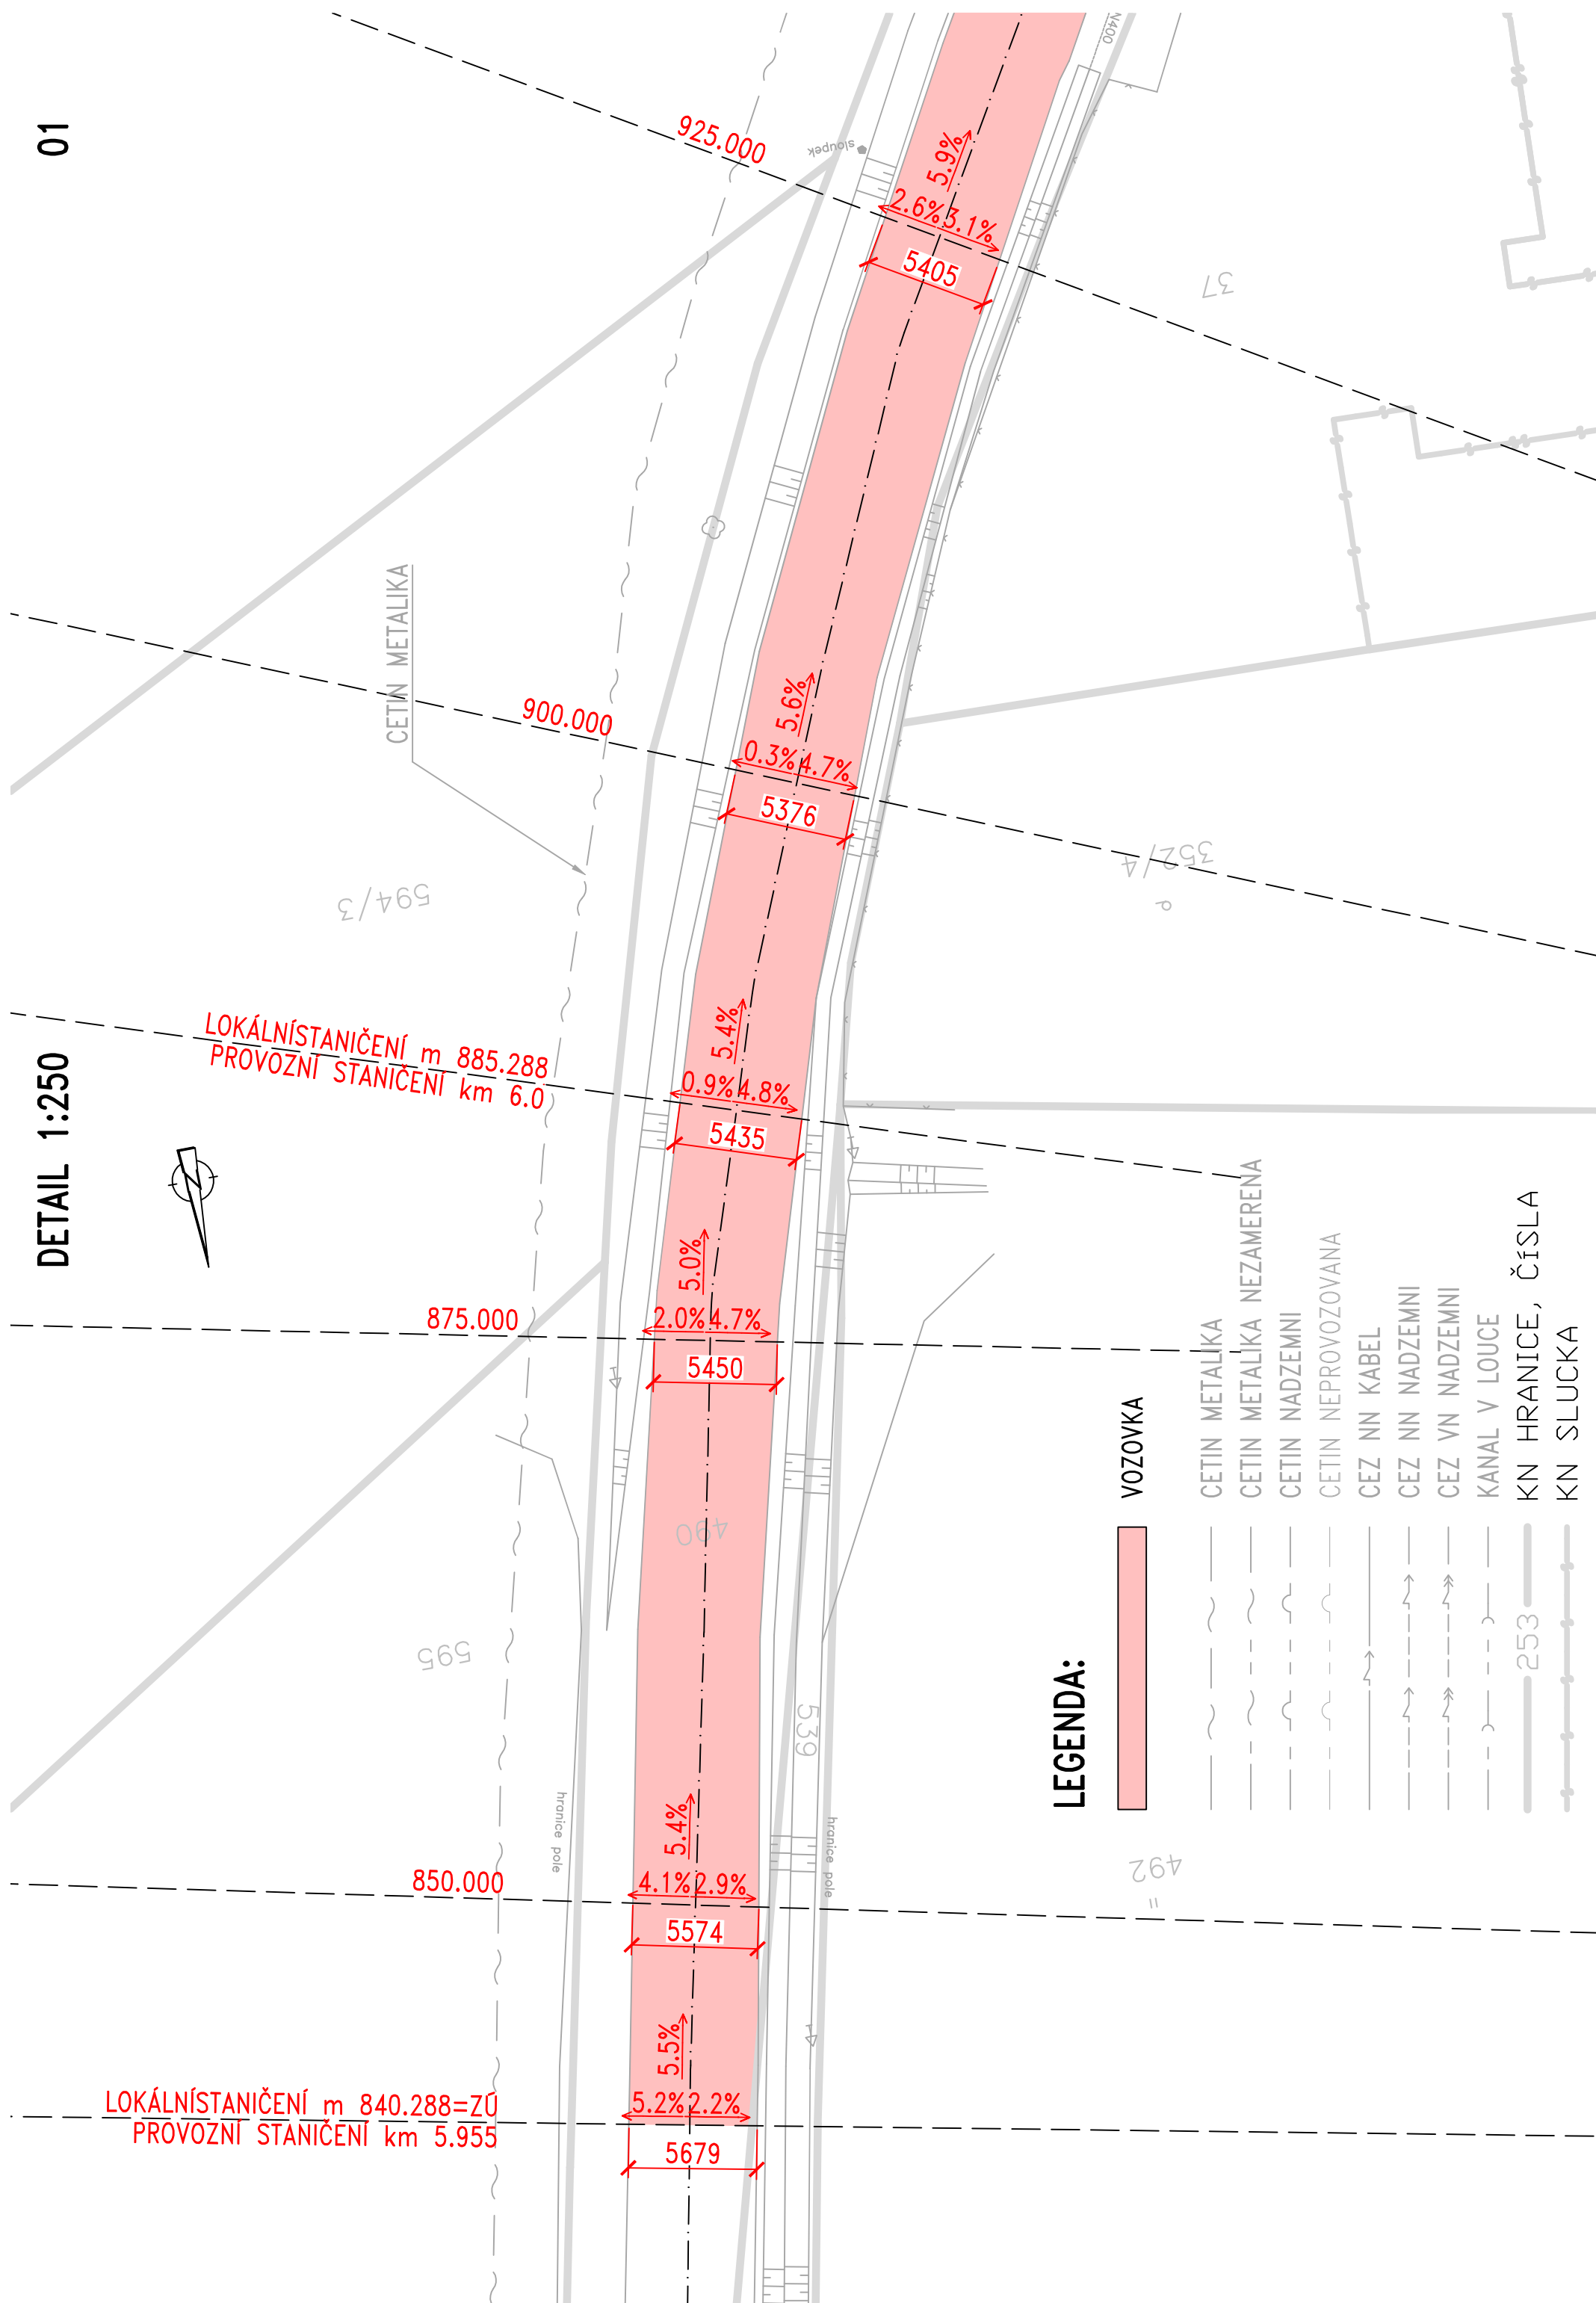 01
DETAIL 1:250
N400
sloupek
925.000
5.9%
2.6% 3.1%
5405
37
CETIN METALIKA
900.000
5.6%
0.3% 4.7%
5376
594/3
352/4
LOKÁLNÍSTANIČENÍ m 885.288
PROVOZNÍ STANIČENÍ km 6.0
5.4%
0.9% 4.8%
5435
5.0%
875.000
2.0% 4.7%
5450
490
595
539
hranice pole
hranice pole
5.4%
850.000
4.1% 2.9%
5574
492
"
5.5%
LOKÁLNÍSTANIČENÍ m 840.288=ZÚ
PROVOZNÍ STANIČENÍ km 5.955
5.2% 2.2%
5679
LEGENDA:
VOZOVKA
CETIN METALIKA
CETIN METALIKA NEZAMERENA
CETIN NADZEMNI
CETIN NEPROVOZOVANA
CEZ NN KABEL
CEZ NN NADZEMNI
CEZ VN NADZEMNI
KANAL V LOUCE
253 KN HRANICE, ČÍSLA
KN SLUCKA